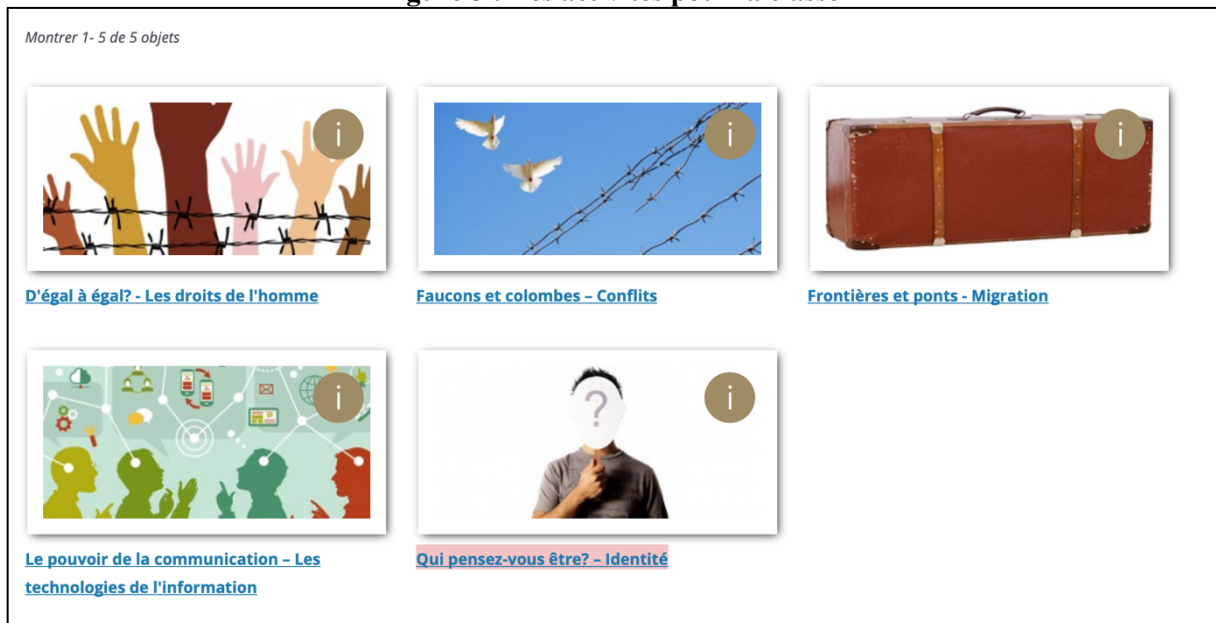 Montrer 1- 5 de 5 objets
i
i
i
D'égal à égal? - Les droits de l'homme
Faucons et colombes – Conflits
Frontières et ponts - Migration
i
?
i
Le pouvoir de la communication – Les
technologies de l'information
Qui pensez-vous être? – Identité